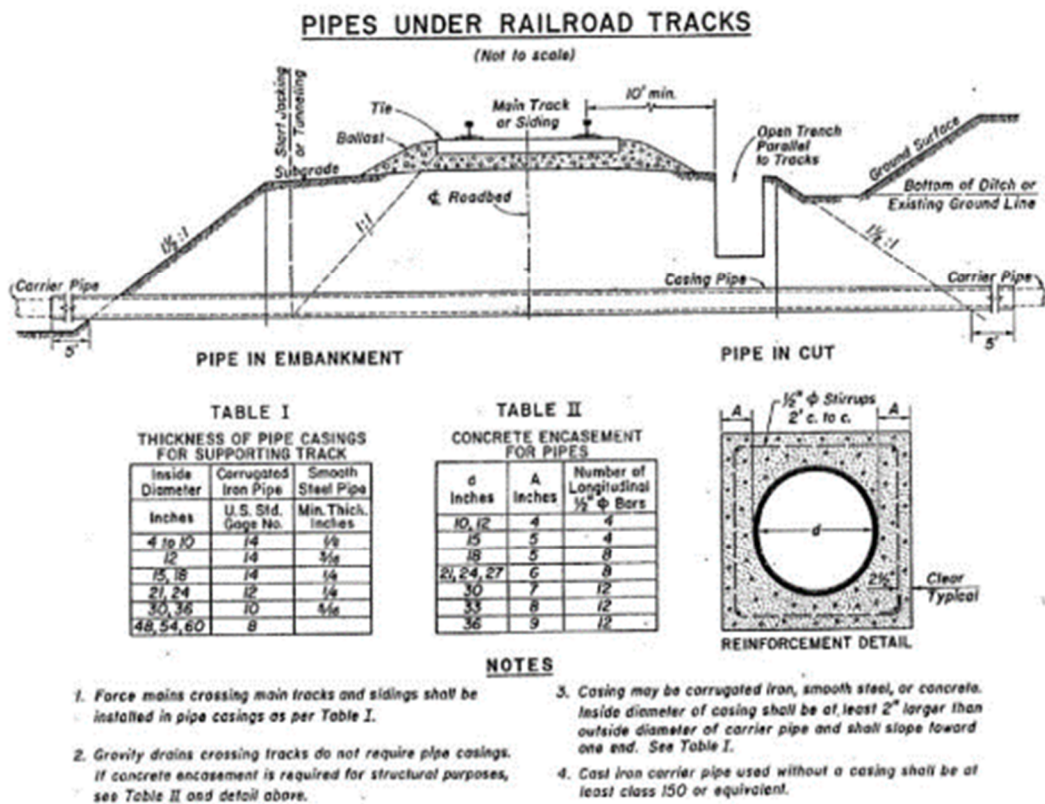 PIPES UNDER RAILROAD TRACKS
(Not to scale)
Start Jacking
or Tunneling
Tie
Ballast
Subgrade
Main Track
or Siding
10' min.
Open Trench
Parallel
to Tracks
Ground Surface
Bottom of Ditch or
Existing Ground Line
℄ Roadbed
1½:1
1:1
1½:1
Carrier Pipe
Casing Pipe
Carrier Pipe
5'
5'
PIPE IN EMBANKMENT
PIPE IN CUT
TABLE I
THICKNESS OF PIPE CASINGS
FOR SUPPORTING TRACK
Inside Diameter Corrugated Iron Pipe Smooth Steel Pipe
Inches U.S. Std. Gage No. Min. Thick. Inches
4 to 10 14
12 14 3/16
15, 18 14 1/4
21, 24 12 1/4
30, 36 10 5/16
48, 54, 60 8
TABLE II
CONCRETE ENCASEMENT
FOR PIPES
d Inches A Inches Number of Longitudinal ½" ϕ Bars
10, 12 4 4
15 5 4
18 5 8
21, 24, 27 6 8
30 7 12
33 8 12
36 9 12
½" ϕ Stirrups
2' c. to c.
A
A
d
2½"
Clear
Typical
REINFORCEMENT DETAIL
NOTES
1. Force mains crossing main tracks and sidings shall be
installed in pipe casings as per Table I.
2. Gravity drains crossing tracks do not require pipe casings.
If concrete encasement is required for structural purposes,
see Table II and detail above.
3. Casing may be corrugated iron, smooth steel, or concrete.
Inside diameter of casing shall be at least 2" larger than
outside diameter of carrier pipe and shall slope toward
one end. See Table I.
4. Cast iron carrier pipe used without a casing shall be at
least class 150 or equivalent.